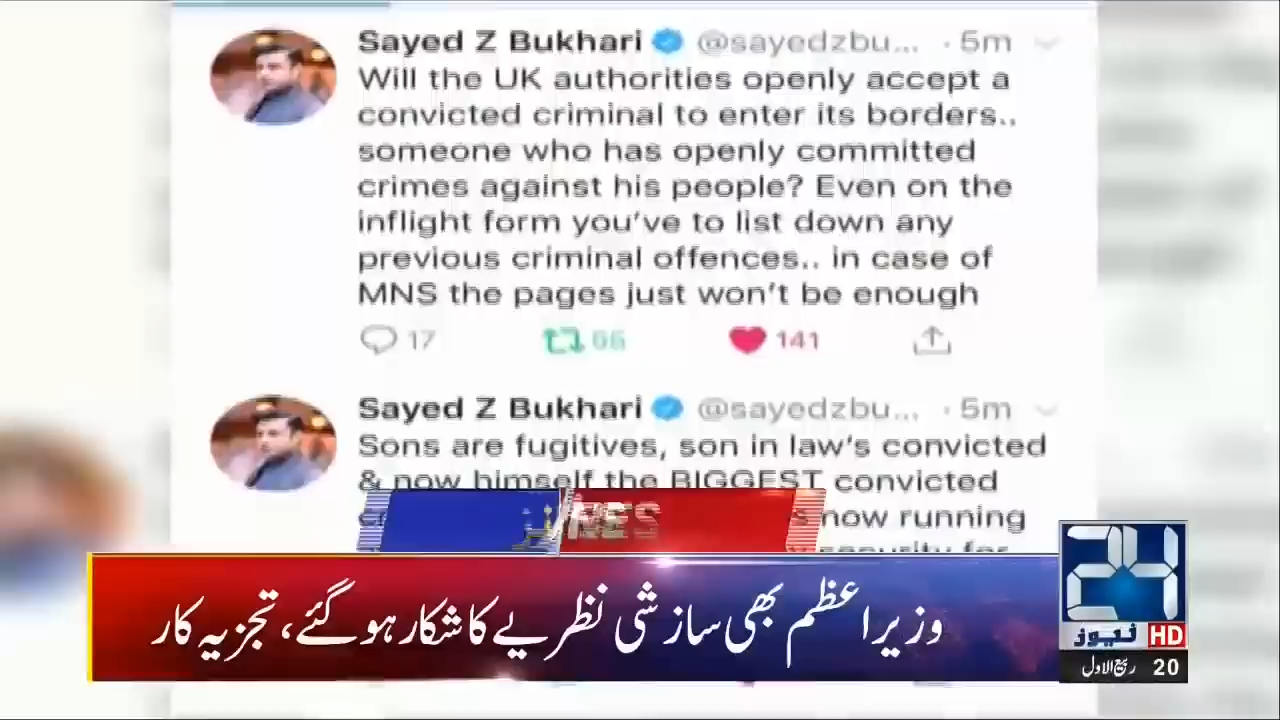 Sayed Z Bukhari @sayedzbu... · 5m
Will the UK authorities openly accept a
convicted criminal to enter its borders..
someone who has openly committed
crimes against his people? Even on the
inflight form you've to list down any
previous criminal offences.. in case of
MNS the pages just won't be enough
17 141
Sayed Z Bukhari @sayedzbu... · 5m
Sons are fugitives, son in law's convicted
& now himself the BIGGEST convicted
now running
security for
وزیراعظم بھی سازشی نظریے کا شکار ہوگئے، تجزیہ کار
24
نیوز HD
20 ربیع الاول